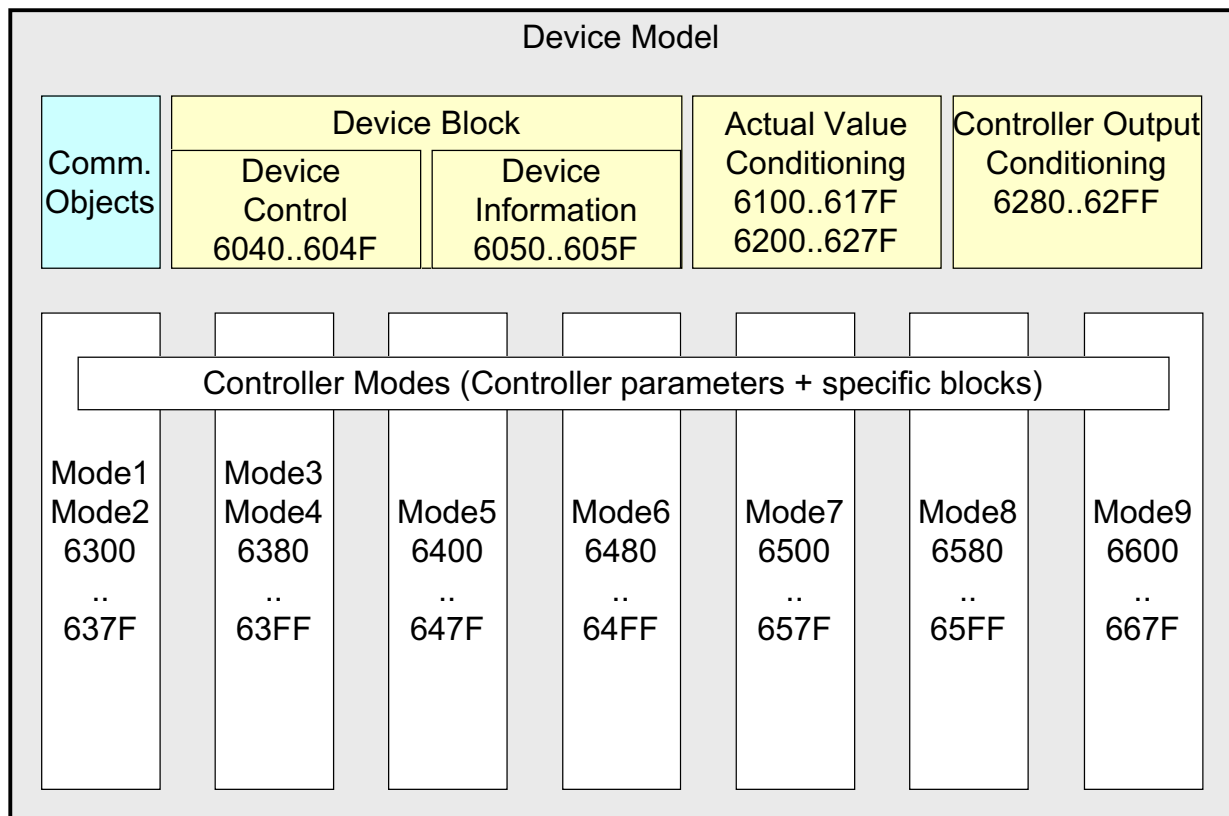 Device Model
Comm.
Objects
Device Block
Device
Control
6040..604F
Device
Information
6050..605F
Actual Value
Conditioning
6100..617F
6200..627F
Controller Output
Conditioning
6280..62FF
Controller Modes (Controller parameters + specific blocks)
Mode1
Mode2
6300
..
637F
Mode3
Mode4
6380
..
63FF
Mode5
6400
..
647F
Mode6
6480
..
64FF
Mode7
6500
..
657F
Mode8
6580
..
65FF
Mode9
6600
..
667F